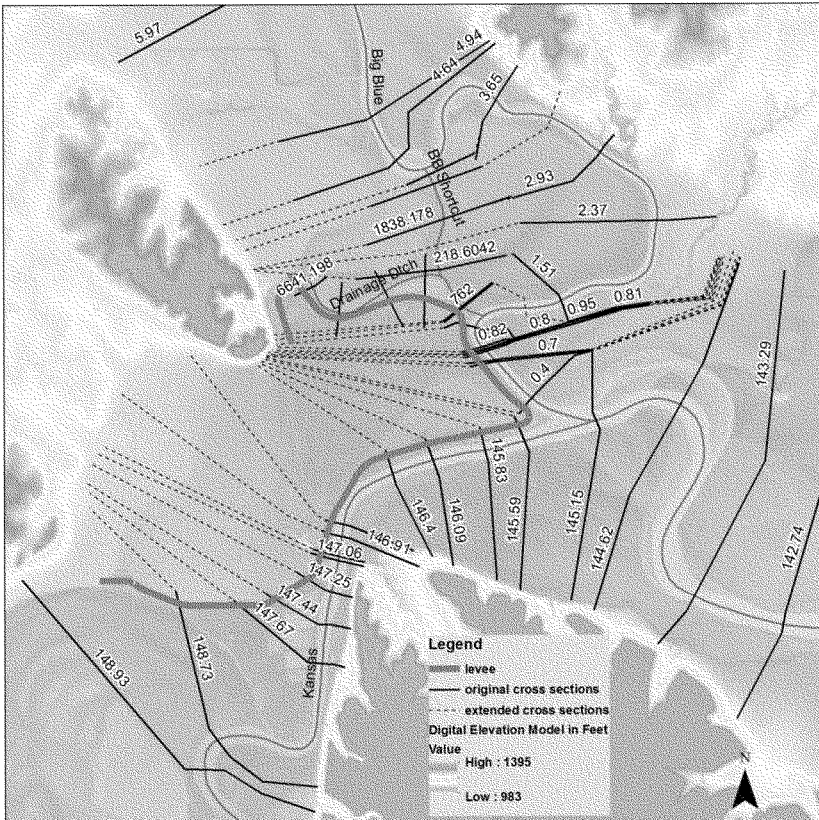 5.97
4.94
4.64
Big Blue
3.65
BB Shortcut
2.93
1838.178
2.37
218.6042
1.51
6641.198
Drainage Ditch
762
0.81
0.95
0.8
0.82
0.7
0.4
143.29
145.83
146.4
146.09
145.59
145.15
144.62
142.74
146.91
147.06
147.25
147.44
147.67
148.73
148.93
Kansas
Legend
levee
original cross sections
extended cross sections
Digital Elevation Model in Feet
Value
High : 1395
Low : 983
N